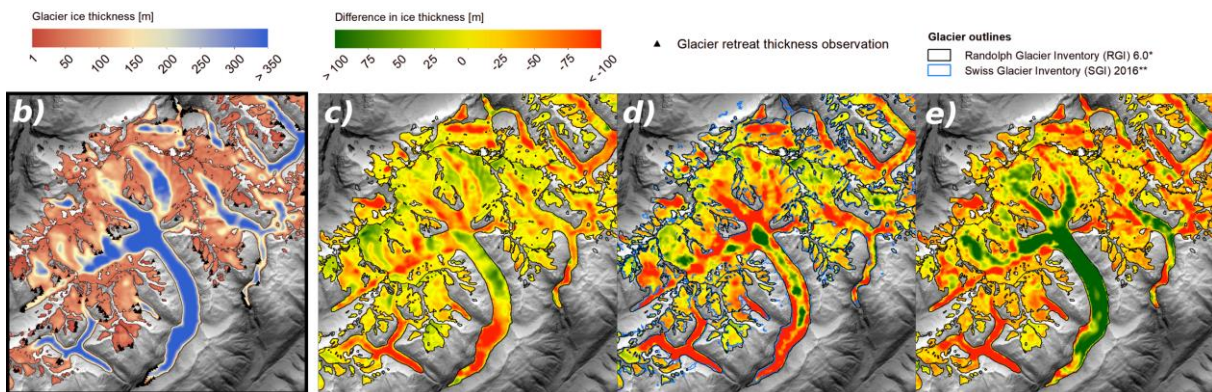 Glacier ice thickness [m]
1 50 100 150 200 250 300 > 350
Difference in ice thickness [m]
> 100 75 50 25 0 -25 -50 -75 < -100
Glacier retreat thickness observation
Glacier outlines
Randolph Glacier Inventory (RGI) 6.0*
Swiss Glacier Inventory (SGI) 2016**
b) c) d) e)